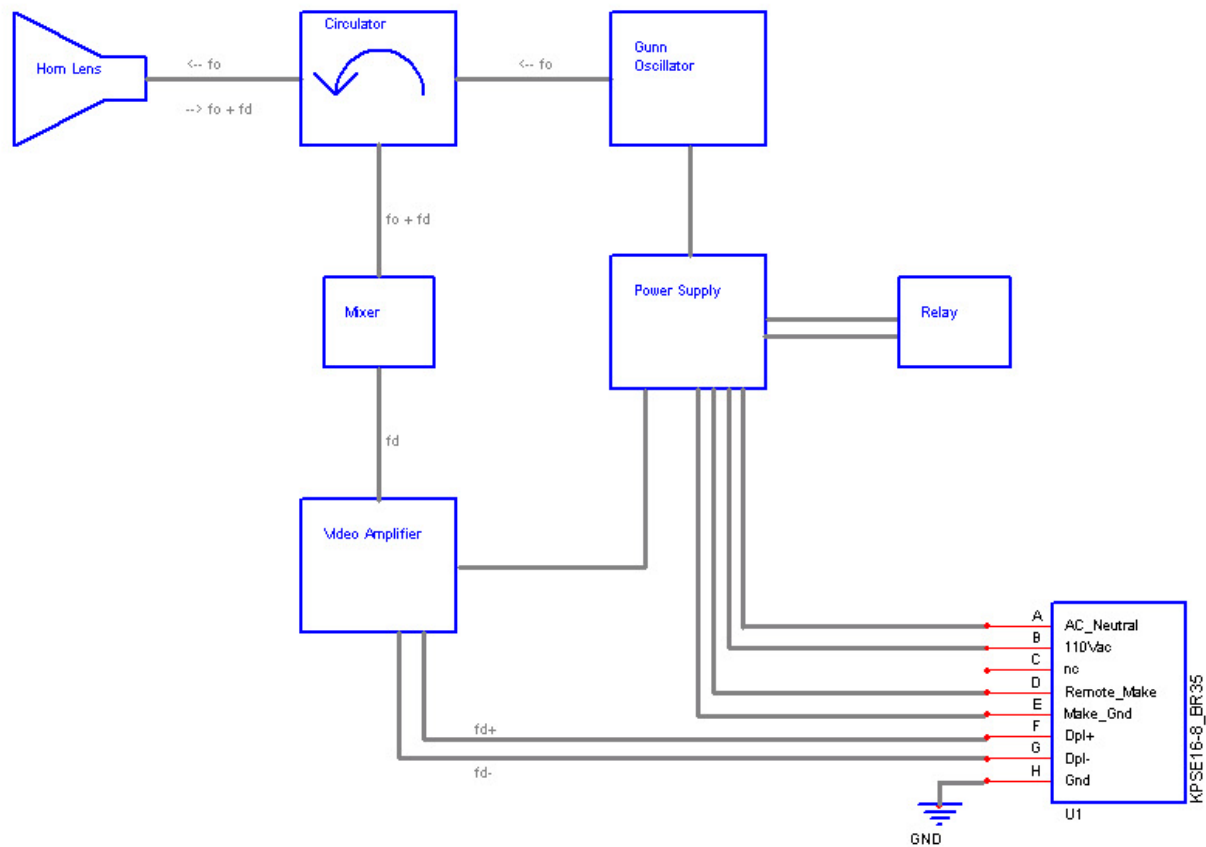 Horn Lens
<-- fo
--> fo + fd
Circulator
<-- fo
Gunn
Oscillator
fo + fd
Mixer
Power Supply
Relay
fd
Video Amplifier
fd+
fd-
A AC_Neutral
B 110Vac
C nc
D Remote_Make
E Make_Gnd
F Dpl+
G Dpl-
H Gnd
KPSE16-8_BR35
U1
GND